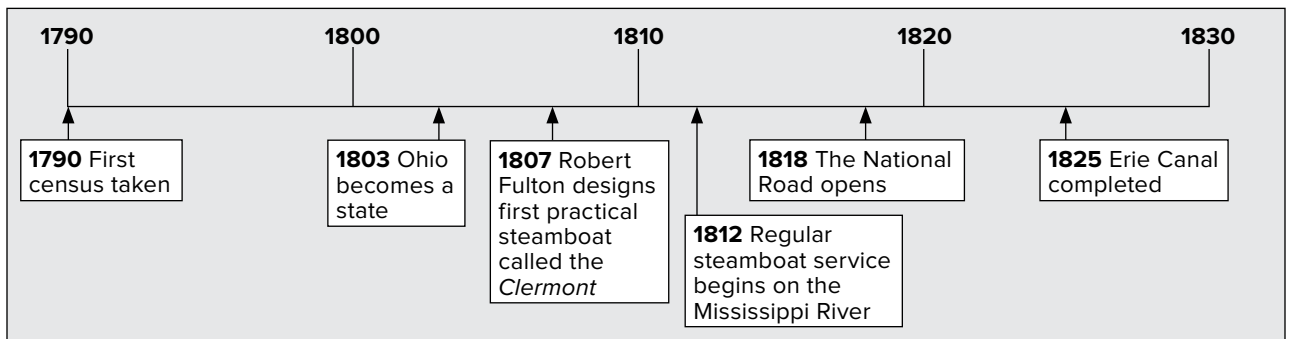 1790 1800 1810 1820 1830
1790 First
census taken
1803 Ohio
becomes a
state
1807 Robert
Fulton designs
first practical
steamboat
called the
Clermont
1812 Regular
steamboat service
begins on the
Mississippi River
1818 The National
Road opens
1825 Erie Canal
completed